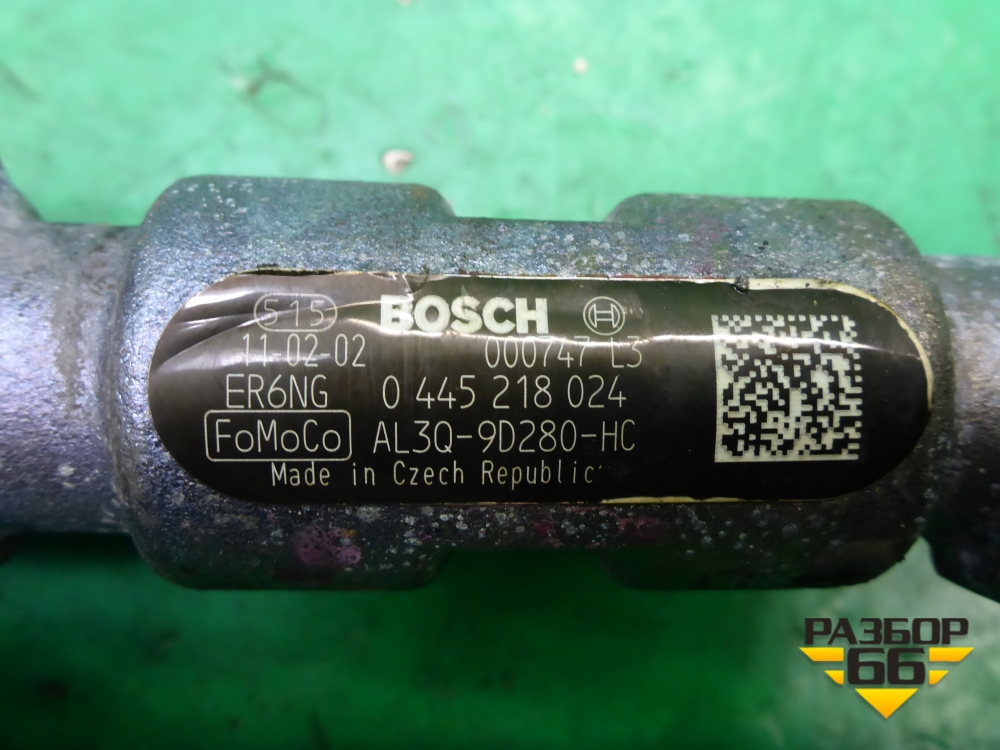 515 BOSCH
11-02 02 000747 L3
ER6NG 0 445 218 024
FoMoCo AL3Q-9D280-HC
Made in Czech Republic
РАЗБОР
66